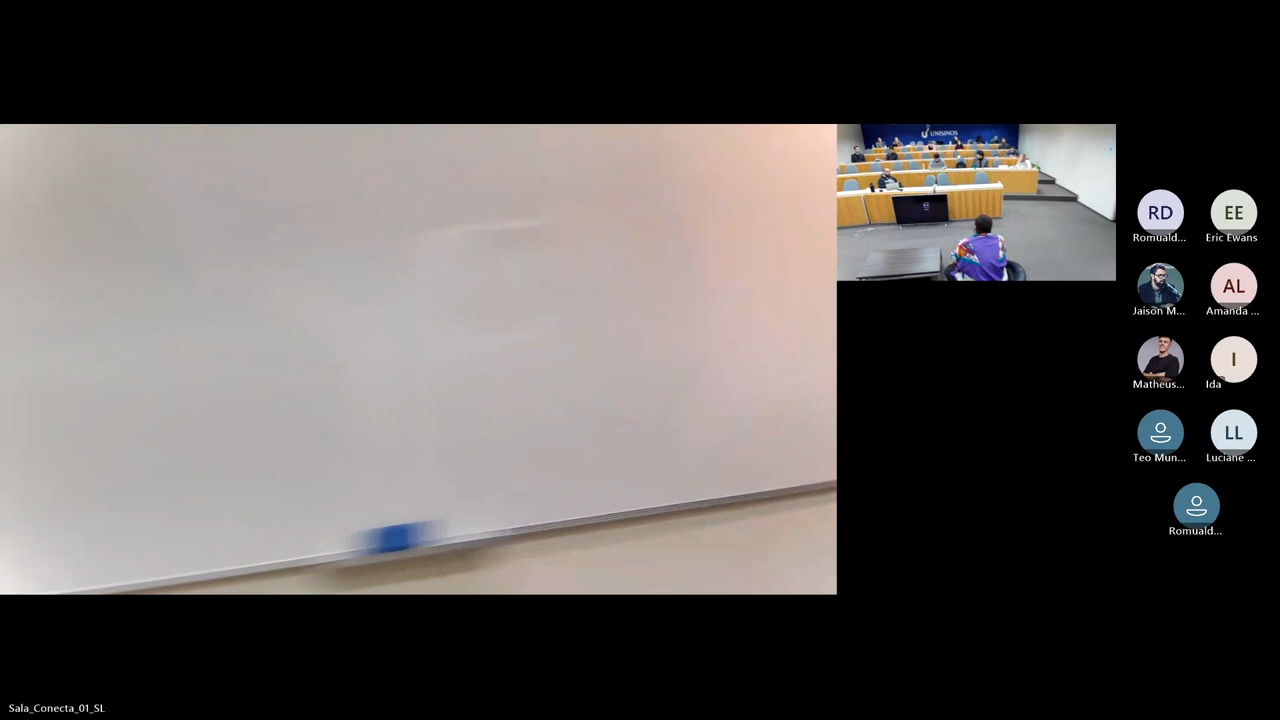 UNISINOS
RD
EE
Romuald...
Eric Ewans
AL
Jaison M...
Amanda ...
I
Matheus...
Ida
LL
Teo Mun...
Luciane ...
Romuald...
Sala_Conecta_01_SL